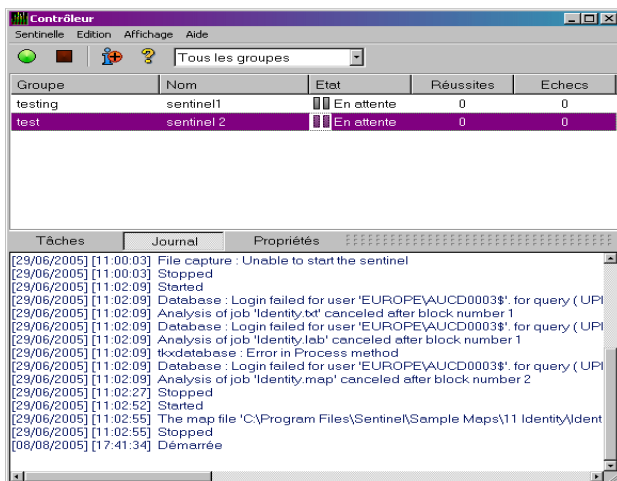 Contrôleur
Sentinelle Edition Affichage Aide
Tous les groupes
Groupe Nom Etat Réussites Echecs
testing sentinel1 En attente 0 0
test sentinel 2 En attente 0 0
Tâches Journal Propriétés
[29/06/2005] [11:00:03] File capture : Unable to start the sentinel
[29/06/2005] [11:00:03] Stopped
[29/06/2005] [11:02:09] Started
[29/06/2005] [11:02:09] Database : Login failed for user 'EUROPE\AUCD0003$'. for query ( UPI
[29/06/2005] [11:02:09] Analysis of job 'Identity.txt' canceled after block number 1
[29/06/2005] [11:02:09] Database : Login failed for user 'EUROPE\AUCD0003$'. for query ( UPI
[29/06/2005] [11:02:09] Analysis of job 'Identity.lab' canceled after block number 1
[29/06/2005] [11:02:09] tkxdatabase : Error in Process method
[29/06/2005] [11:02:09] Database : Login failed for user 'EUROPE\AUCD0003$'. for query ( UPI
[29/06/2005] [11:02:09] Analysis of job 'Identity.map' canceled after block number 2
[29/06/2005] [11:02:27] Stopped
[29/06/2005] [11:02:52] Started
[29/06/2005] [11:02:55] The map file 'C:\Program Files\Sentinel\Sample Maps\11 Identity\Ident
[29/06/2005] [11:02:55] Stopped
[08/08/2005] [17:41:34] Démarrée